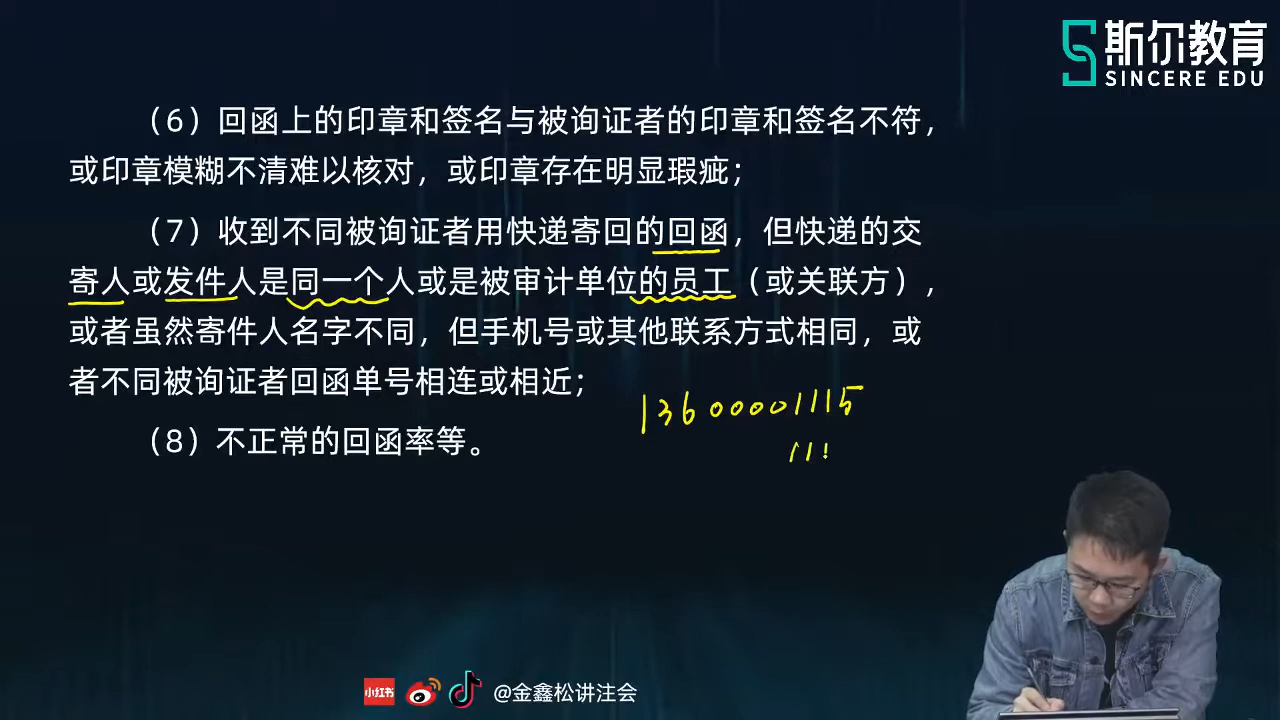 斯尔教育
SINCERE EDU
（6）回函上的印章和签名与被询证者的印章和签名不符，
或印章模糊不清难以核对，或印章存在明显瑕疵；
（7）收到不同被询证者用快递寄回的回函，但快递的交
寄人或发件人是同一个人或是被审计单位的员工（或关联方），
或者虽然寄件人名字不同，但手机号或其他联系方式相同，或
者不同被询证者回函单号相连或相近；
13600001115
111
（8）不正常的回函率等。
小红书
@金鑫松讲注会